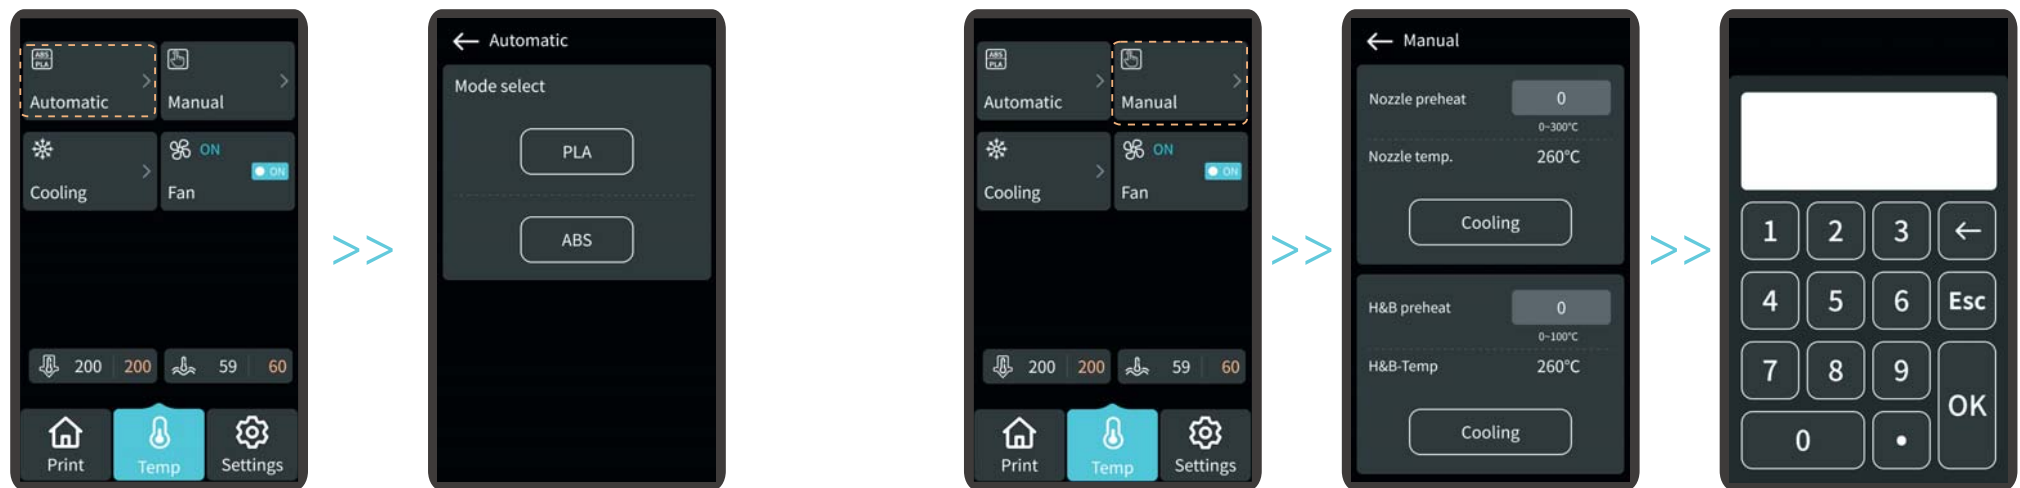 ABS
PLA
Automatic
Manual
Cooling
ON
ON
Fan
200 200
59 60
Print
Temp
Settings
>>
Automatic
Mode select
PLA
ABS
ABS
PLA
Automatic
Manual
Cooling
ON
ON
Fan
200 200
59 60
Print
Temp
Settings
>>
Manual
Nozzle preheat 0
0~300°C
Nozzle temp. 260°C
Cooling
H&B preheat 0
0~100°C
H&B-Temp 260°C
Cooling
>>
1 2 3 ←
4 5 6 Esc
7 8 9
OK
0 •